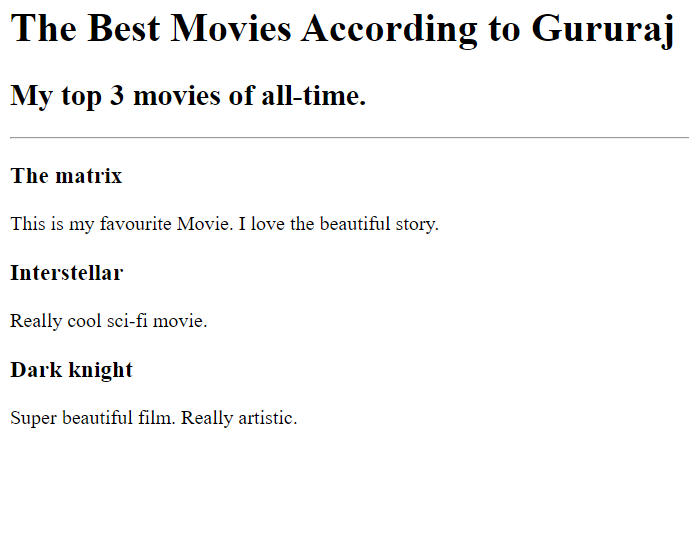 The Best Movies According to Gururaj
My top 3 movies of all-time.
The matrix
This is my favourite Movie. I love the beautiful story.
Interstellar
Really cool sci-fi movie.
Dark knight
Super beautiful film. Really artistic.